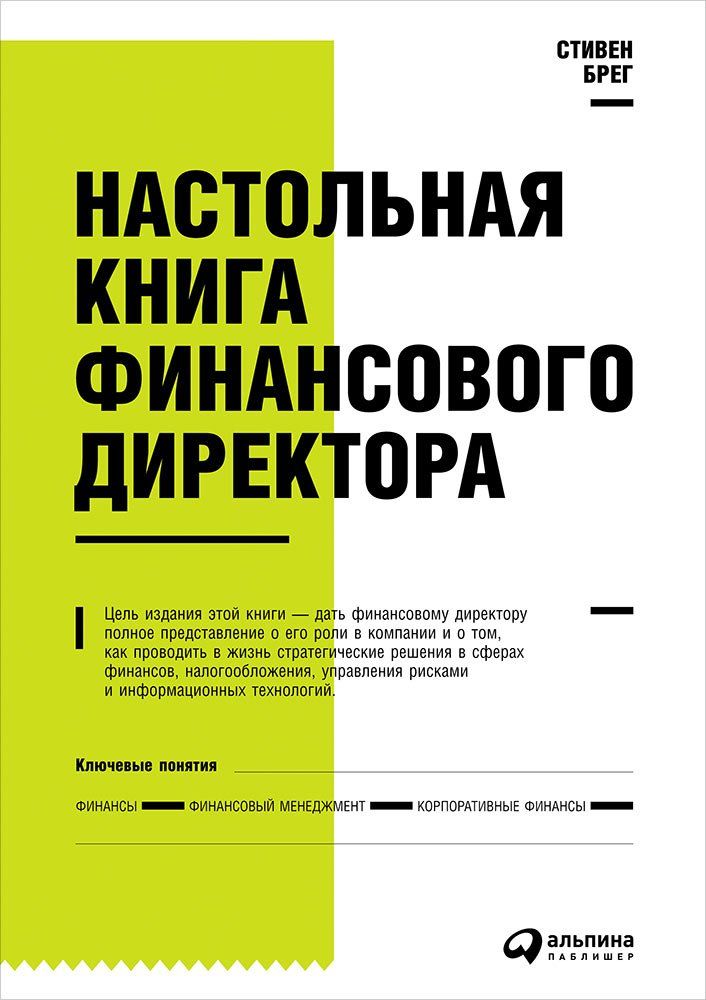 СТИВЕН
БРЕГ
НАСТОЛЬНАЯ
КНИГА
ФИНАНСОВОГО
ДИРЕКТОРА
Цель издания этой книги — дать финансовому директору
полное представление о его роли в компании и о том,
как проводить в жизнь стратегические решения в сферах
финансов, налогообложения, управления рисками
и информационных технологий.
Ключевые понятия
ФИНАНСЫ — ФИНАНСОВЫЙ МЕНЕДЖМЕНТ — КОРПОРАТИВНЫЕ ФИНАНСЫ —
альпина
ПАБЛИШЕР